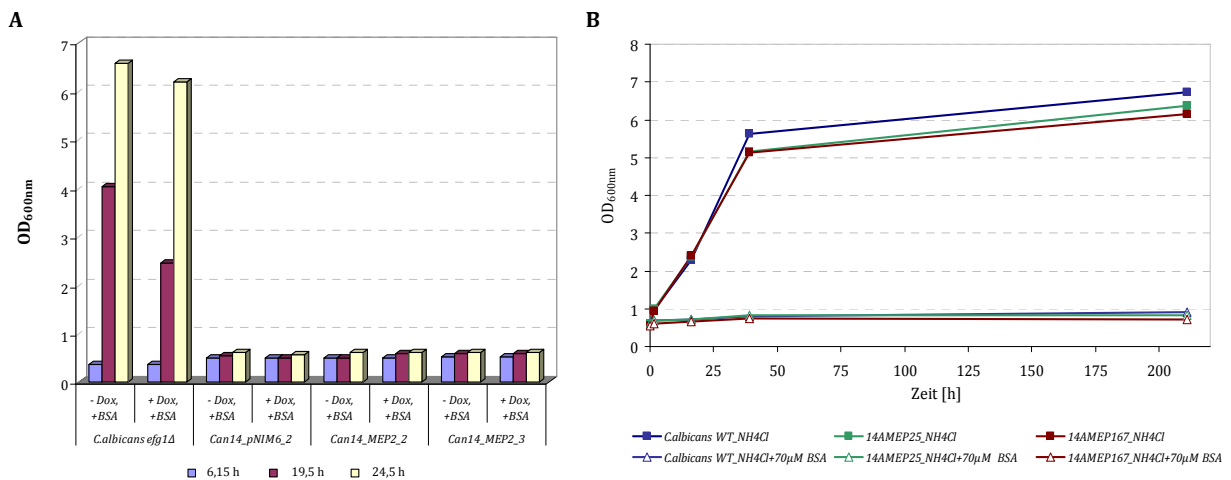 A
7
6
5
4
3
2
1
0
OD600nm
- Dox, +BSA
+ Dox, +BSA
- Dox, +BSA
+ Dox, +BSA
- Dox, +BSA
+ Dox, +BSA
- Dox, +BSA
+ Dox, +BSA
C.albicans efg1Δ
Can14_pNIM6_2
Can14_MEP2_2
Can14_MEP2_3
6,15 h
19,5 h
24,5 h
B
8
7
6
5
4
3
2
1
0
OD600nm
0 25 50 75 100 125 150 175 200
Zeit [h]
C.albicans WT_NH4Cl
14AMEP25_NH4Cl
14AMEP167_NH4Cl
C.albicans WT_NH4Cl+70µM BSA
14AMEP25_NH4Cl+70µM BSA
14AMEP167_NH4Cl+70µM BSA